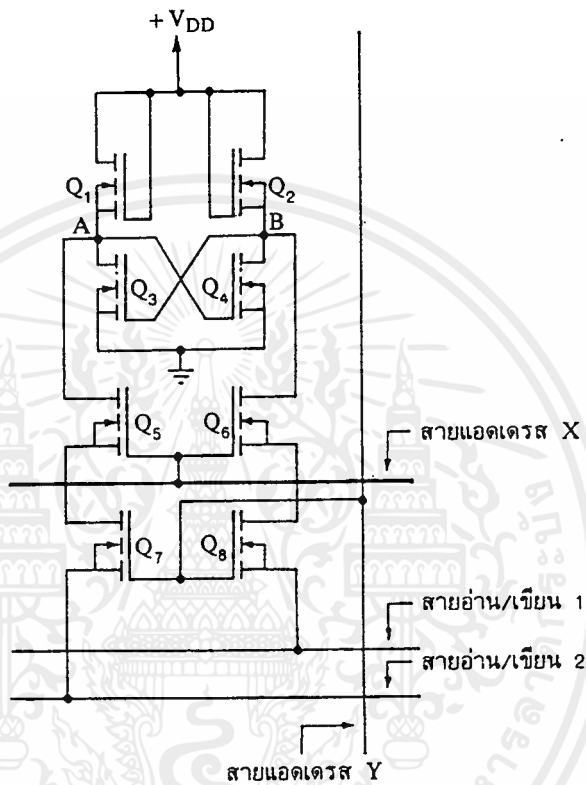 + V_DD
Q₁
Q₂
A
B
Q₃
Q₄
Q₅
Q₆
สายแอดเดรส X
Q₇
Q₈
สายอ่าน/เขียน 1
สายอ่าน/เขียน 2
สายแอดเดรส Y